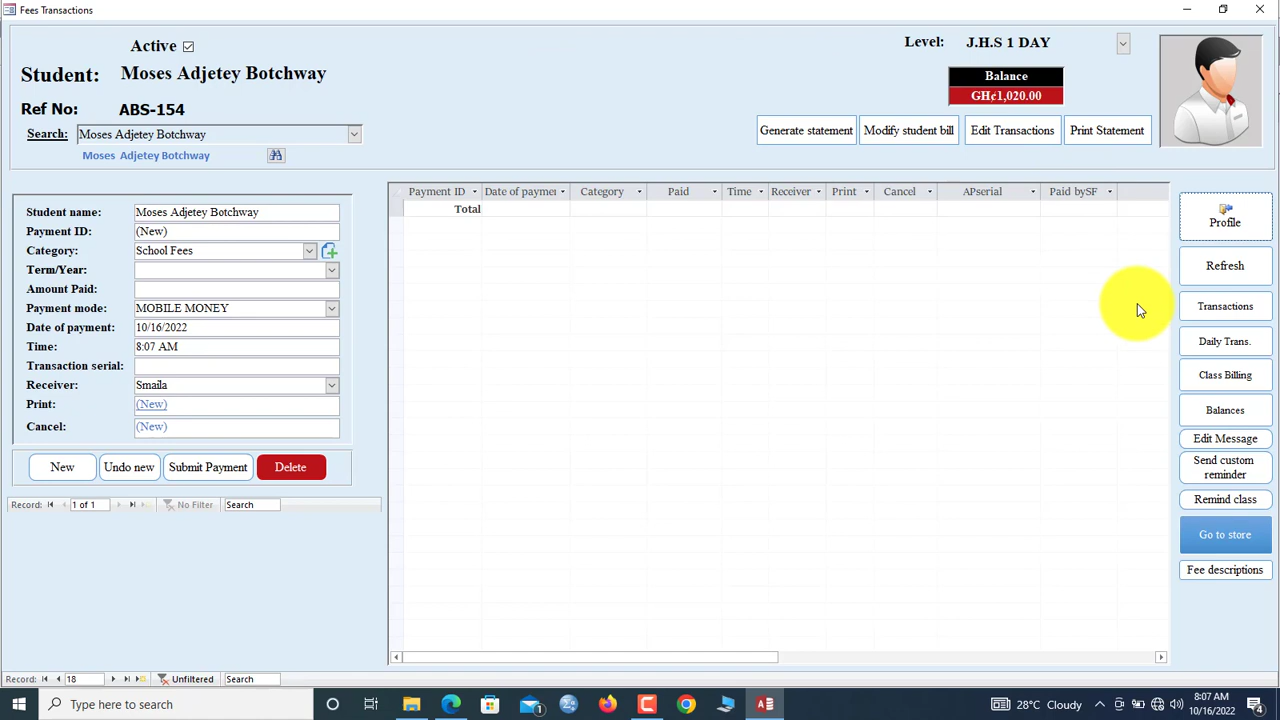 Fees Transactions
Active
Level: J.H.S 1 DAY
Student: Moses Adjetey Botchway
Balance
GH¢1,020.00
Ref No: ABS-154
Search: Moses Adjetey Botchway
Moses Adjetey Botchway
Generate statement
Modify student bill
Edit Transactions
Print Statement
Student name: Moses Adjetey Botchway
Payment ID: (New)
Category: School Fees
Term/Year:
Amount Paid:
Payment mode: MOBILE MONEY
Date of payment: 10/16/2022
Time: 8:07 AM
Transaction serial:
Receiver: Smaila
Print: (New)
Cancel: (New)
New
Undo new
Submit Payment
Delete
Record: 1 of 1 No Filter Search
Payment ID Date of paymer Category Paid Time Receiver Print Cancel APserial Paid bySF
Total
Profile
Refresh
Transactions
Daily Trans.
Class Billing
Balances
Edit Message
Send custom
reminder
Remind class
Go to store
Fee descriptions
Record: 18 Unfiltered Search
Type here to search
1
28°C Cloudy
8:07 AM
10/16/2022
4